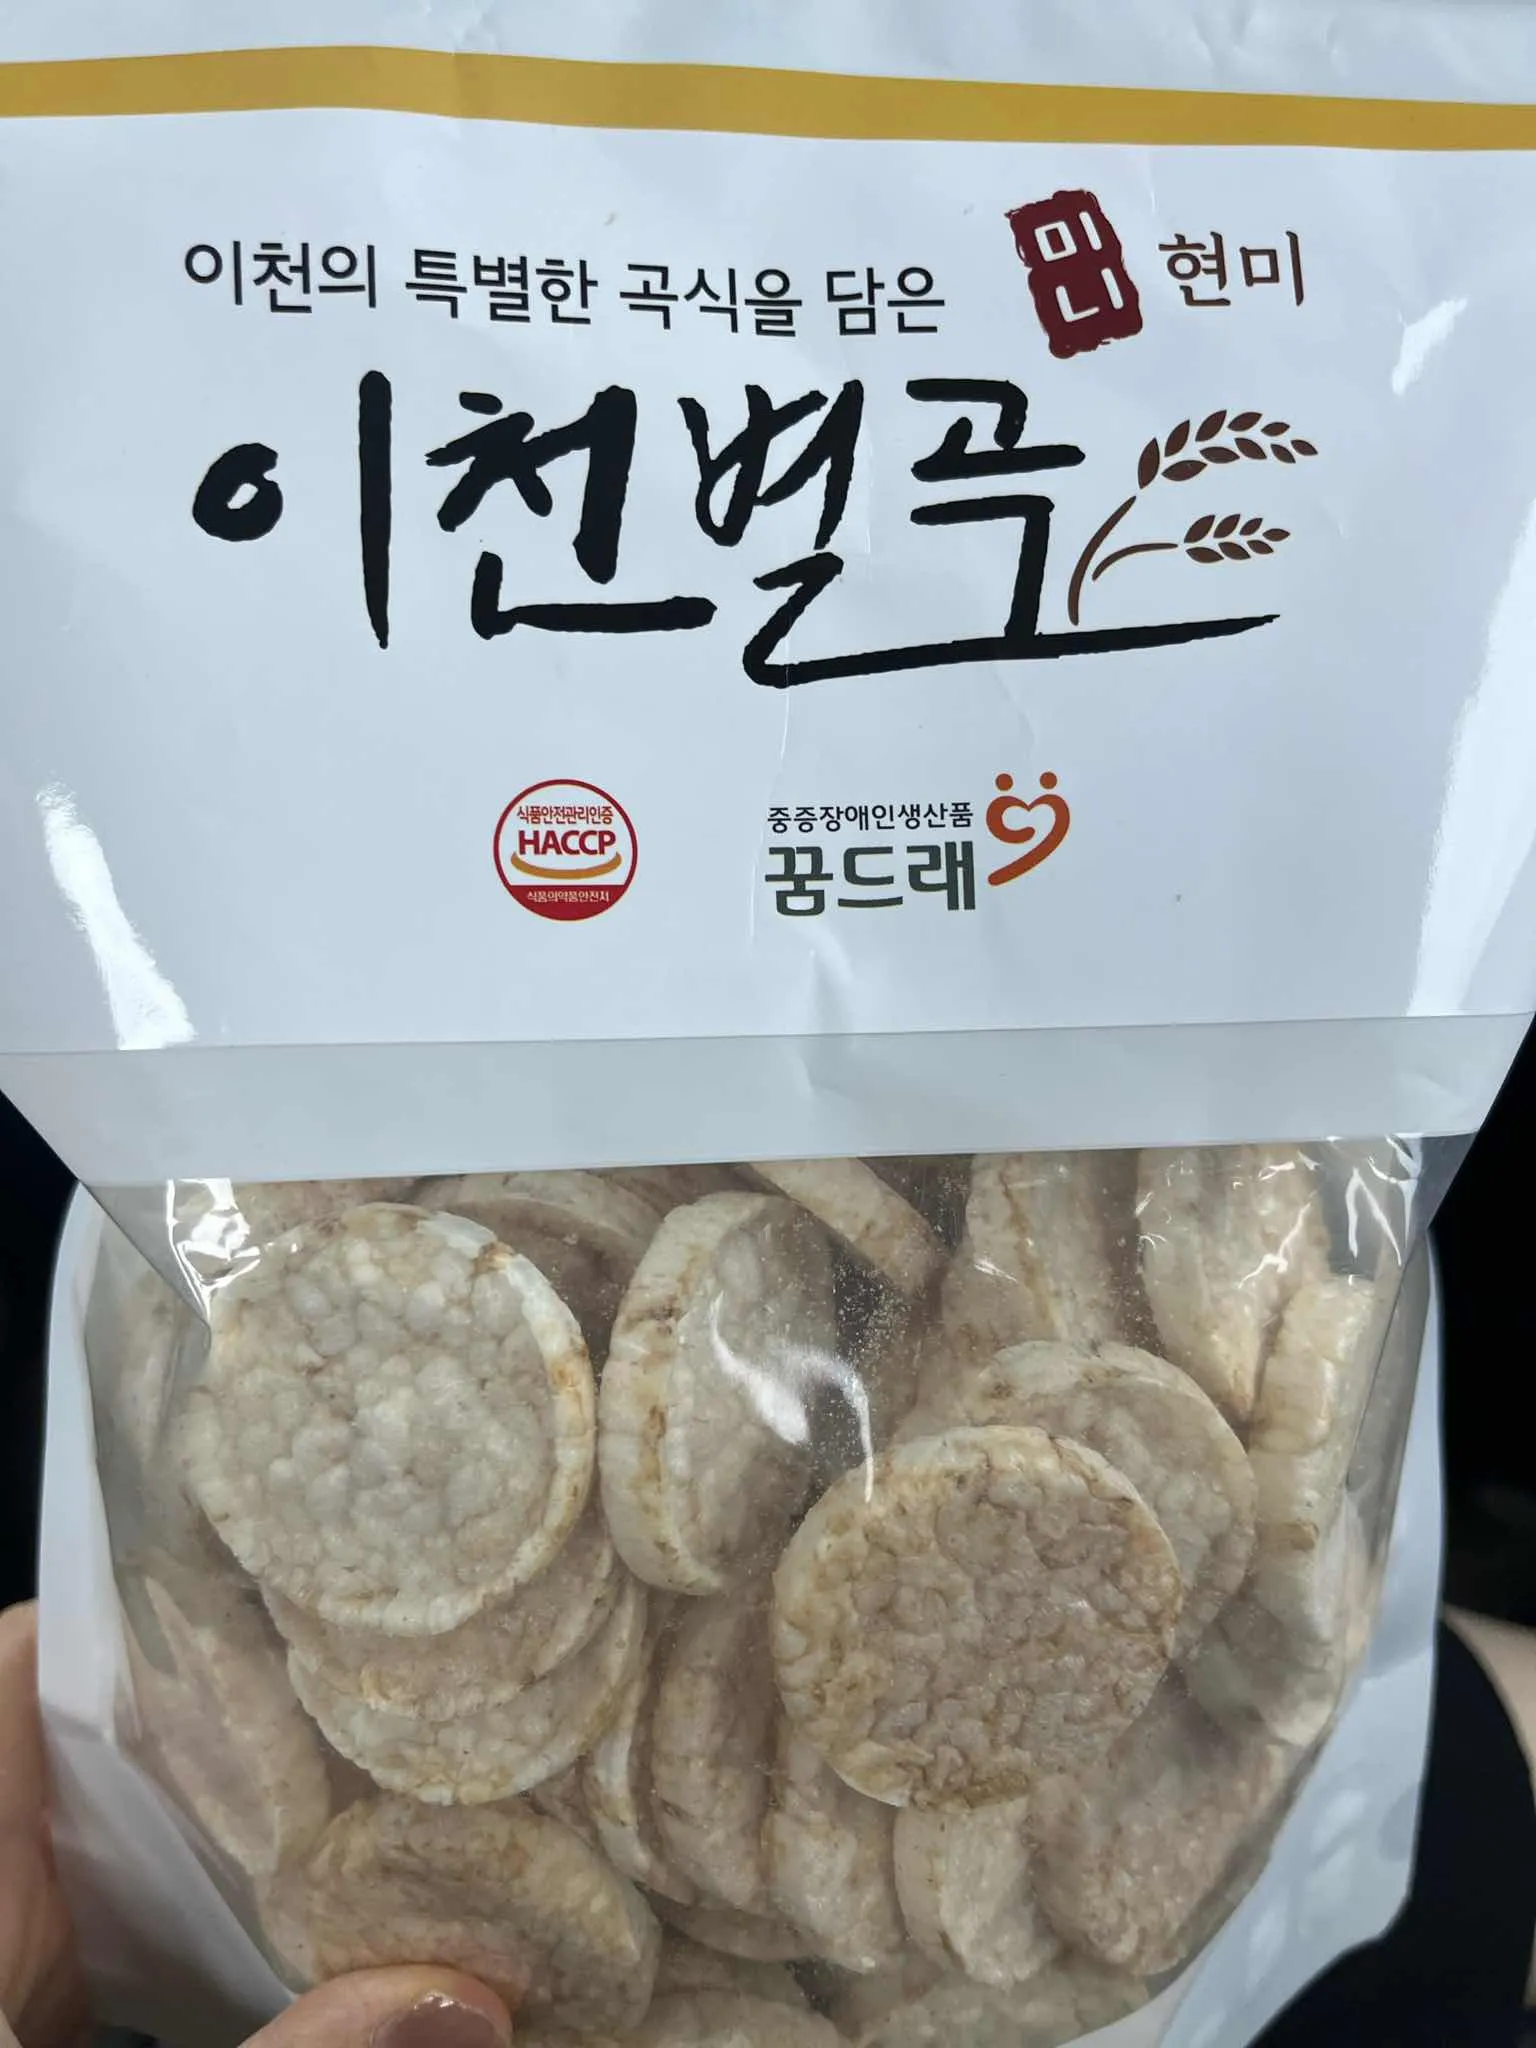 이천의 특별한 곡식을 담은
미니 현미
이천별곡
식품안전관리인증
HACCP
식품의약품안전처
중증장애인생산품
꿈드래